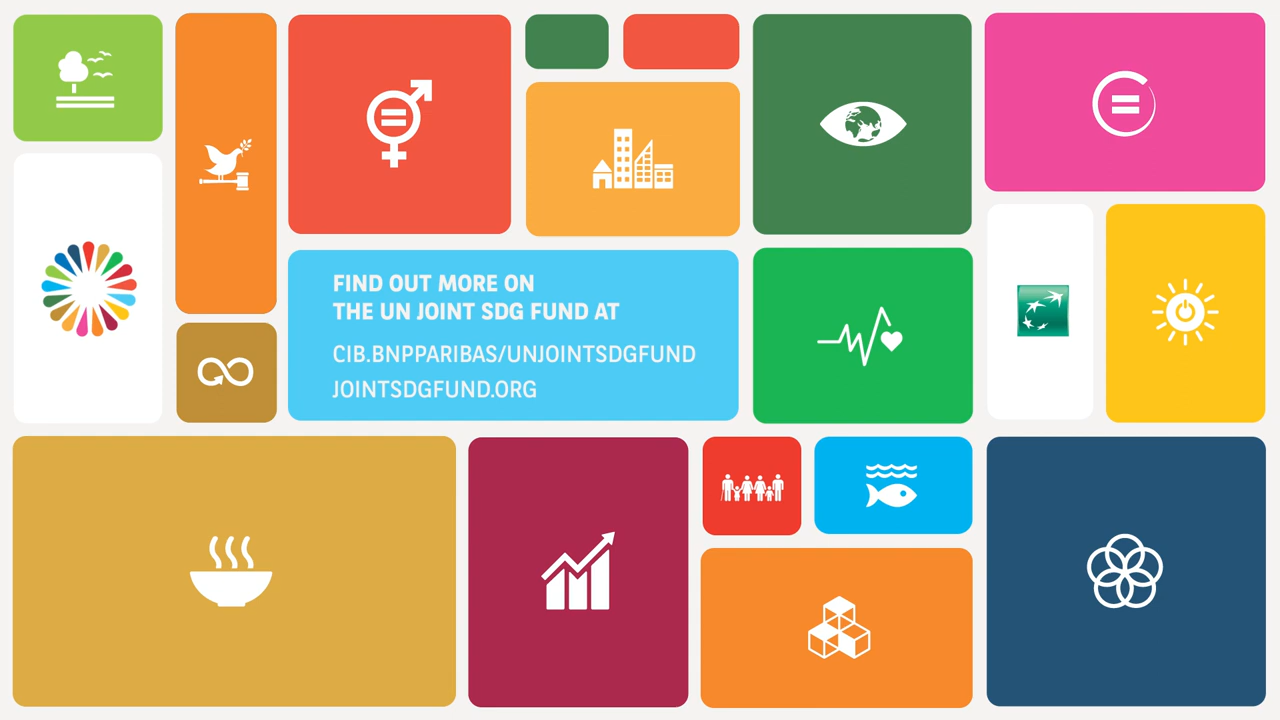 FIND OUT MORE ON
THE UN JOINT SDG FUND AT
CIB.BNPPARIBAS/UNJOINTSDGFUND
JOINTSDGFUND.ORG